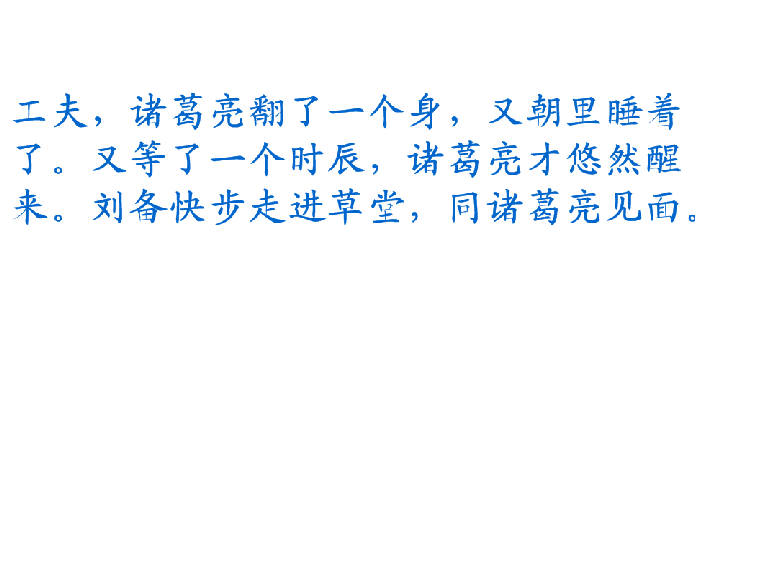 工夫，诸葛亮翻了一个身，又朝里睡着
了。又等了一个时辰，诸葛亮才悠然醒
来。刘备快步走进草堂，同诸葛亮见面。